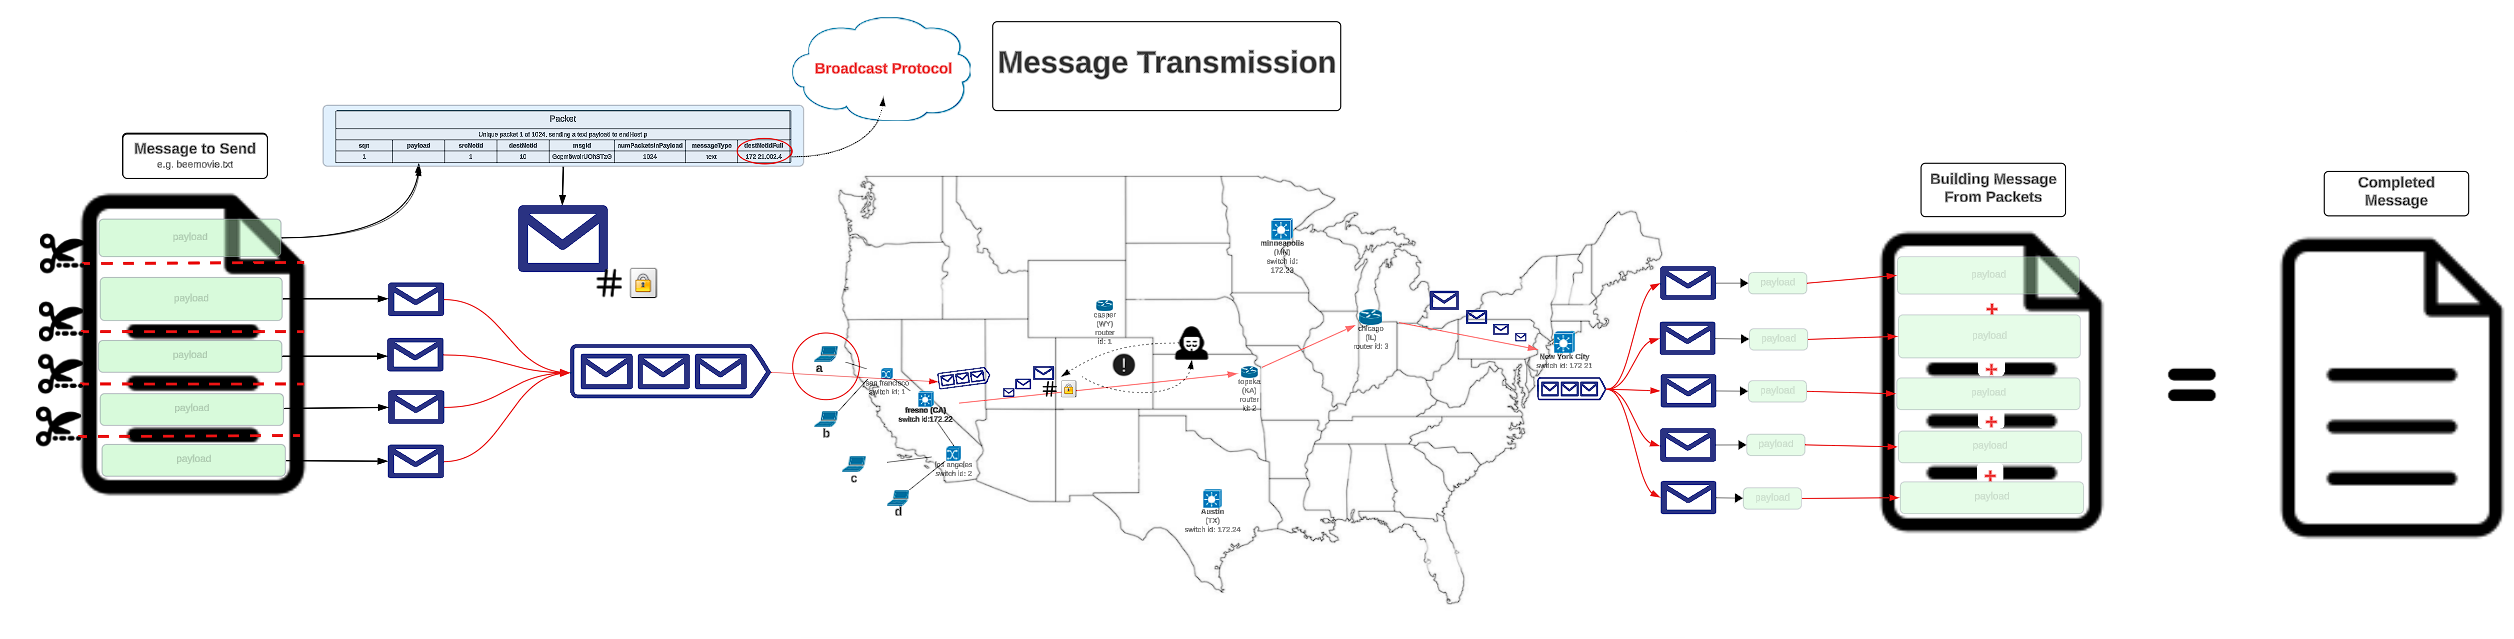 Message Transmission
Broadcast Protocol
Packet
Unique packet 1 of 1024, sending a text payload to endHost p
sqn payload srcNetId destNetId msgId numPacketsInPayload messageType destNetIdFull
1 1 10 1024 text 172.21.002.4
Message to Send
e.g. beemovie.txt
payload
payload
payload
payload
payload
#
a
b
c
d
san francisco
switch id: 1
fresno (CA)
switch id:172.22
los angeles
switch id: 2
#
!
casper
(WY)
router
id: 1
minneapolis
(MN)
switch id:
172.23
topeka
(KA)
router
id: 2
chicago
(IL)
router id: 3
New York City
switch id: 172.21
Austin
(TX)
switch id: 172.24
payload
payload
payload
payload
payload
Building Message
From Packets
payload
+
payload
+
payload
+
payload
+
payload
=
Completed
Message